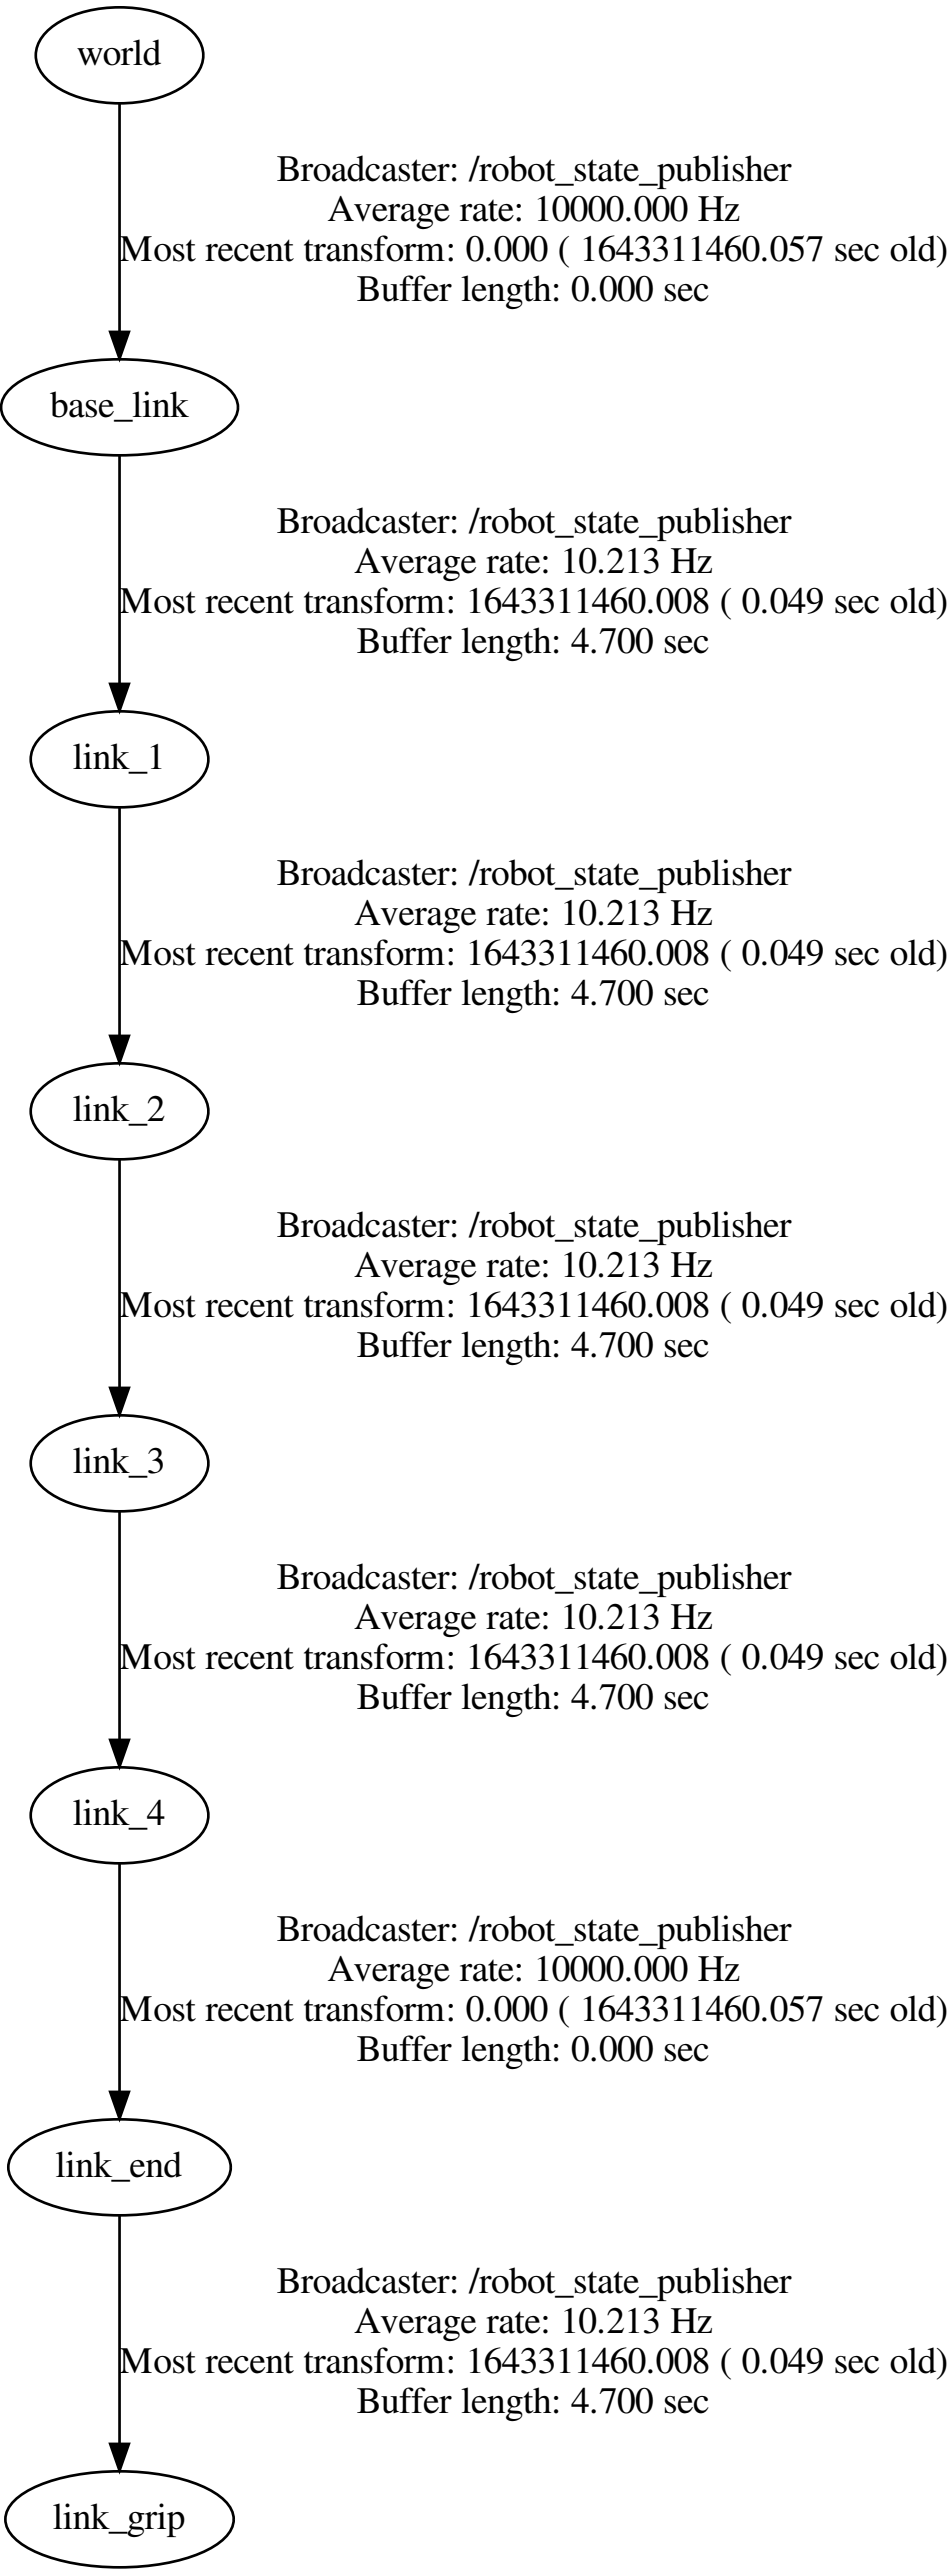 world
Broadcaster: /robot_state_publisher
Average rate: 10000.000 Hz
Most recent transform: 0.000 ( 1643311460.057 sec old)
Buffer length: 0.000 sec
base_link
Broadcaster: /robot_state_publisher
Average rate: 10.213 Hz
Most recent transform: 1643311460.008 ( 0.049 sec old)
Buffer length: 4.700 sec
link_1
Broadcaster: /robot_state_publisher
Average rate: 10.213 Hz
Most recent transform: 1643311460.008 ( 0.049 sec old)
Buffer length: 4.700 sec
link_2
Broadcaster: /robot_state_publisher
Average rate: 10.213 Hz
Most recent transform: 1643311460.008 ( 0.049 sec old)
Buffer length: 4.700 sec
link_3
Broadcaster: /robot_state_publisher
Average rate: 10.213 Hz
Most recent transform: 1643311460.008 ( 0.049 sec old)
Buffer length: 4.700 sec
link_4
Broadcaster: /robot_state_publisher
Average rate: 10000.000 Hz
Most recent transform: 0.000 ( 1643311460.057 sec old)
Buffer length: 0.000 sec
link_end
Broadcaster: /robot_state_publisher
Average rate: 10.213 Hz
Most recent transform: 1643311460.008 ( 0.049 sec old)
Buffer length: 4.700 sec
link_grip